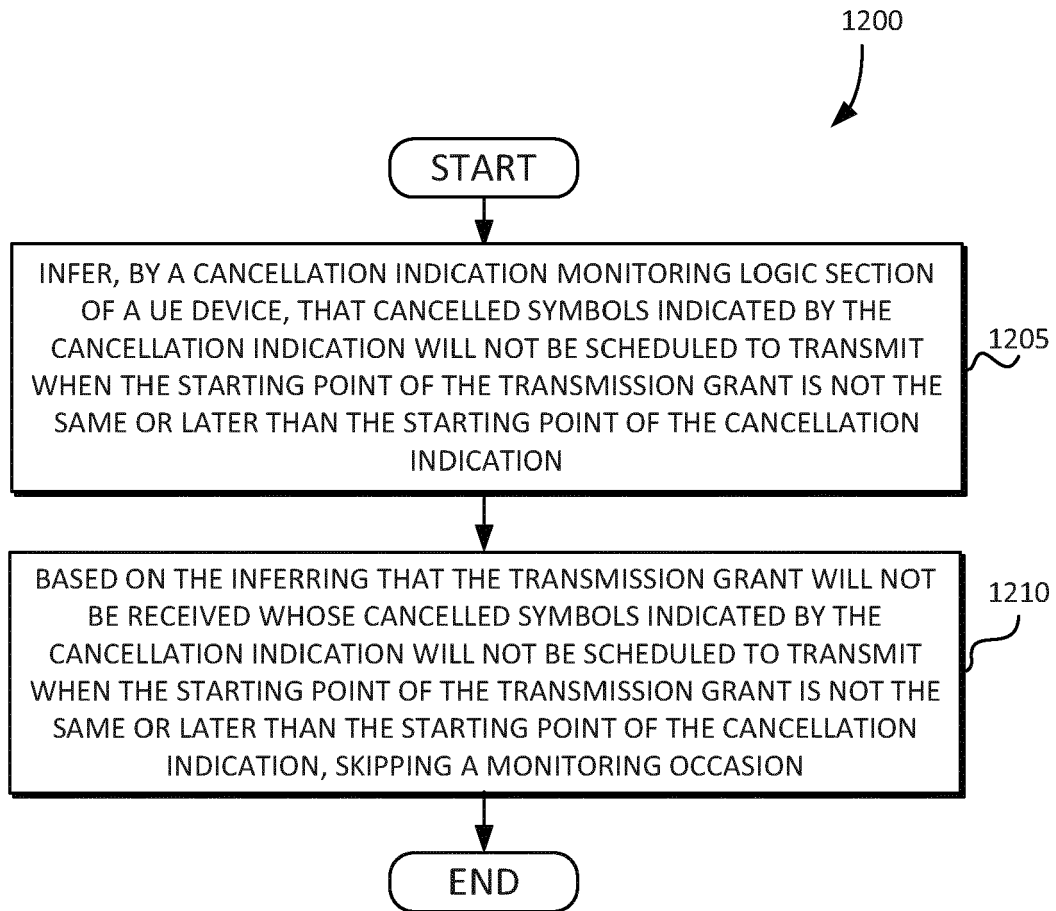 1200
START
INFER, BY A CANCELLATION INDICATION MONITORING LOGIC SECTION
OF A UE DEVICE, THAT CANCELLED SYMBOLS INDICATED BY THE
CANCELLATION INDICATION WILL NOT BE SCHEDULED TO TRANSMIT
WHEN THE STARTING POINT OF THE TRANSMISSION GRANT IS NOT THE
SAME OR LATER THAN THE STARTING POINT OF THE CANCELLATION
INDICATION
1205
BASED ON THE INFERRING THAT THE TRANSMISSION GRANT WILL NOT
BE RECEIVED WHOSE CANCELLED SYMBOLS INDICATED BY THE
CANCELLATION INDICATION WILL NOT BE SCHEDULED TO TRANSMIT
WHEN THE STARTING POINT OF THE TRANSMISSION GRANT IS NOT THE
SAME OR LATER THAN THE STARTING POINT OF THE CANCELLATION
INDICATION, SKIPPING A MONITORING OCCASION
1210
END